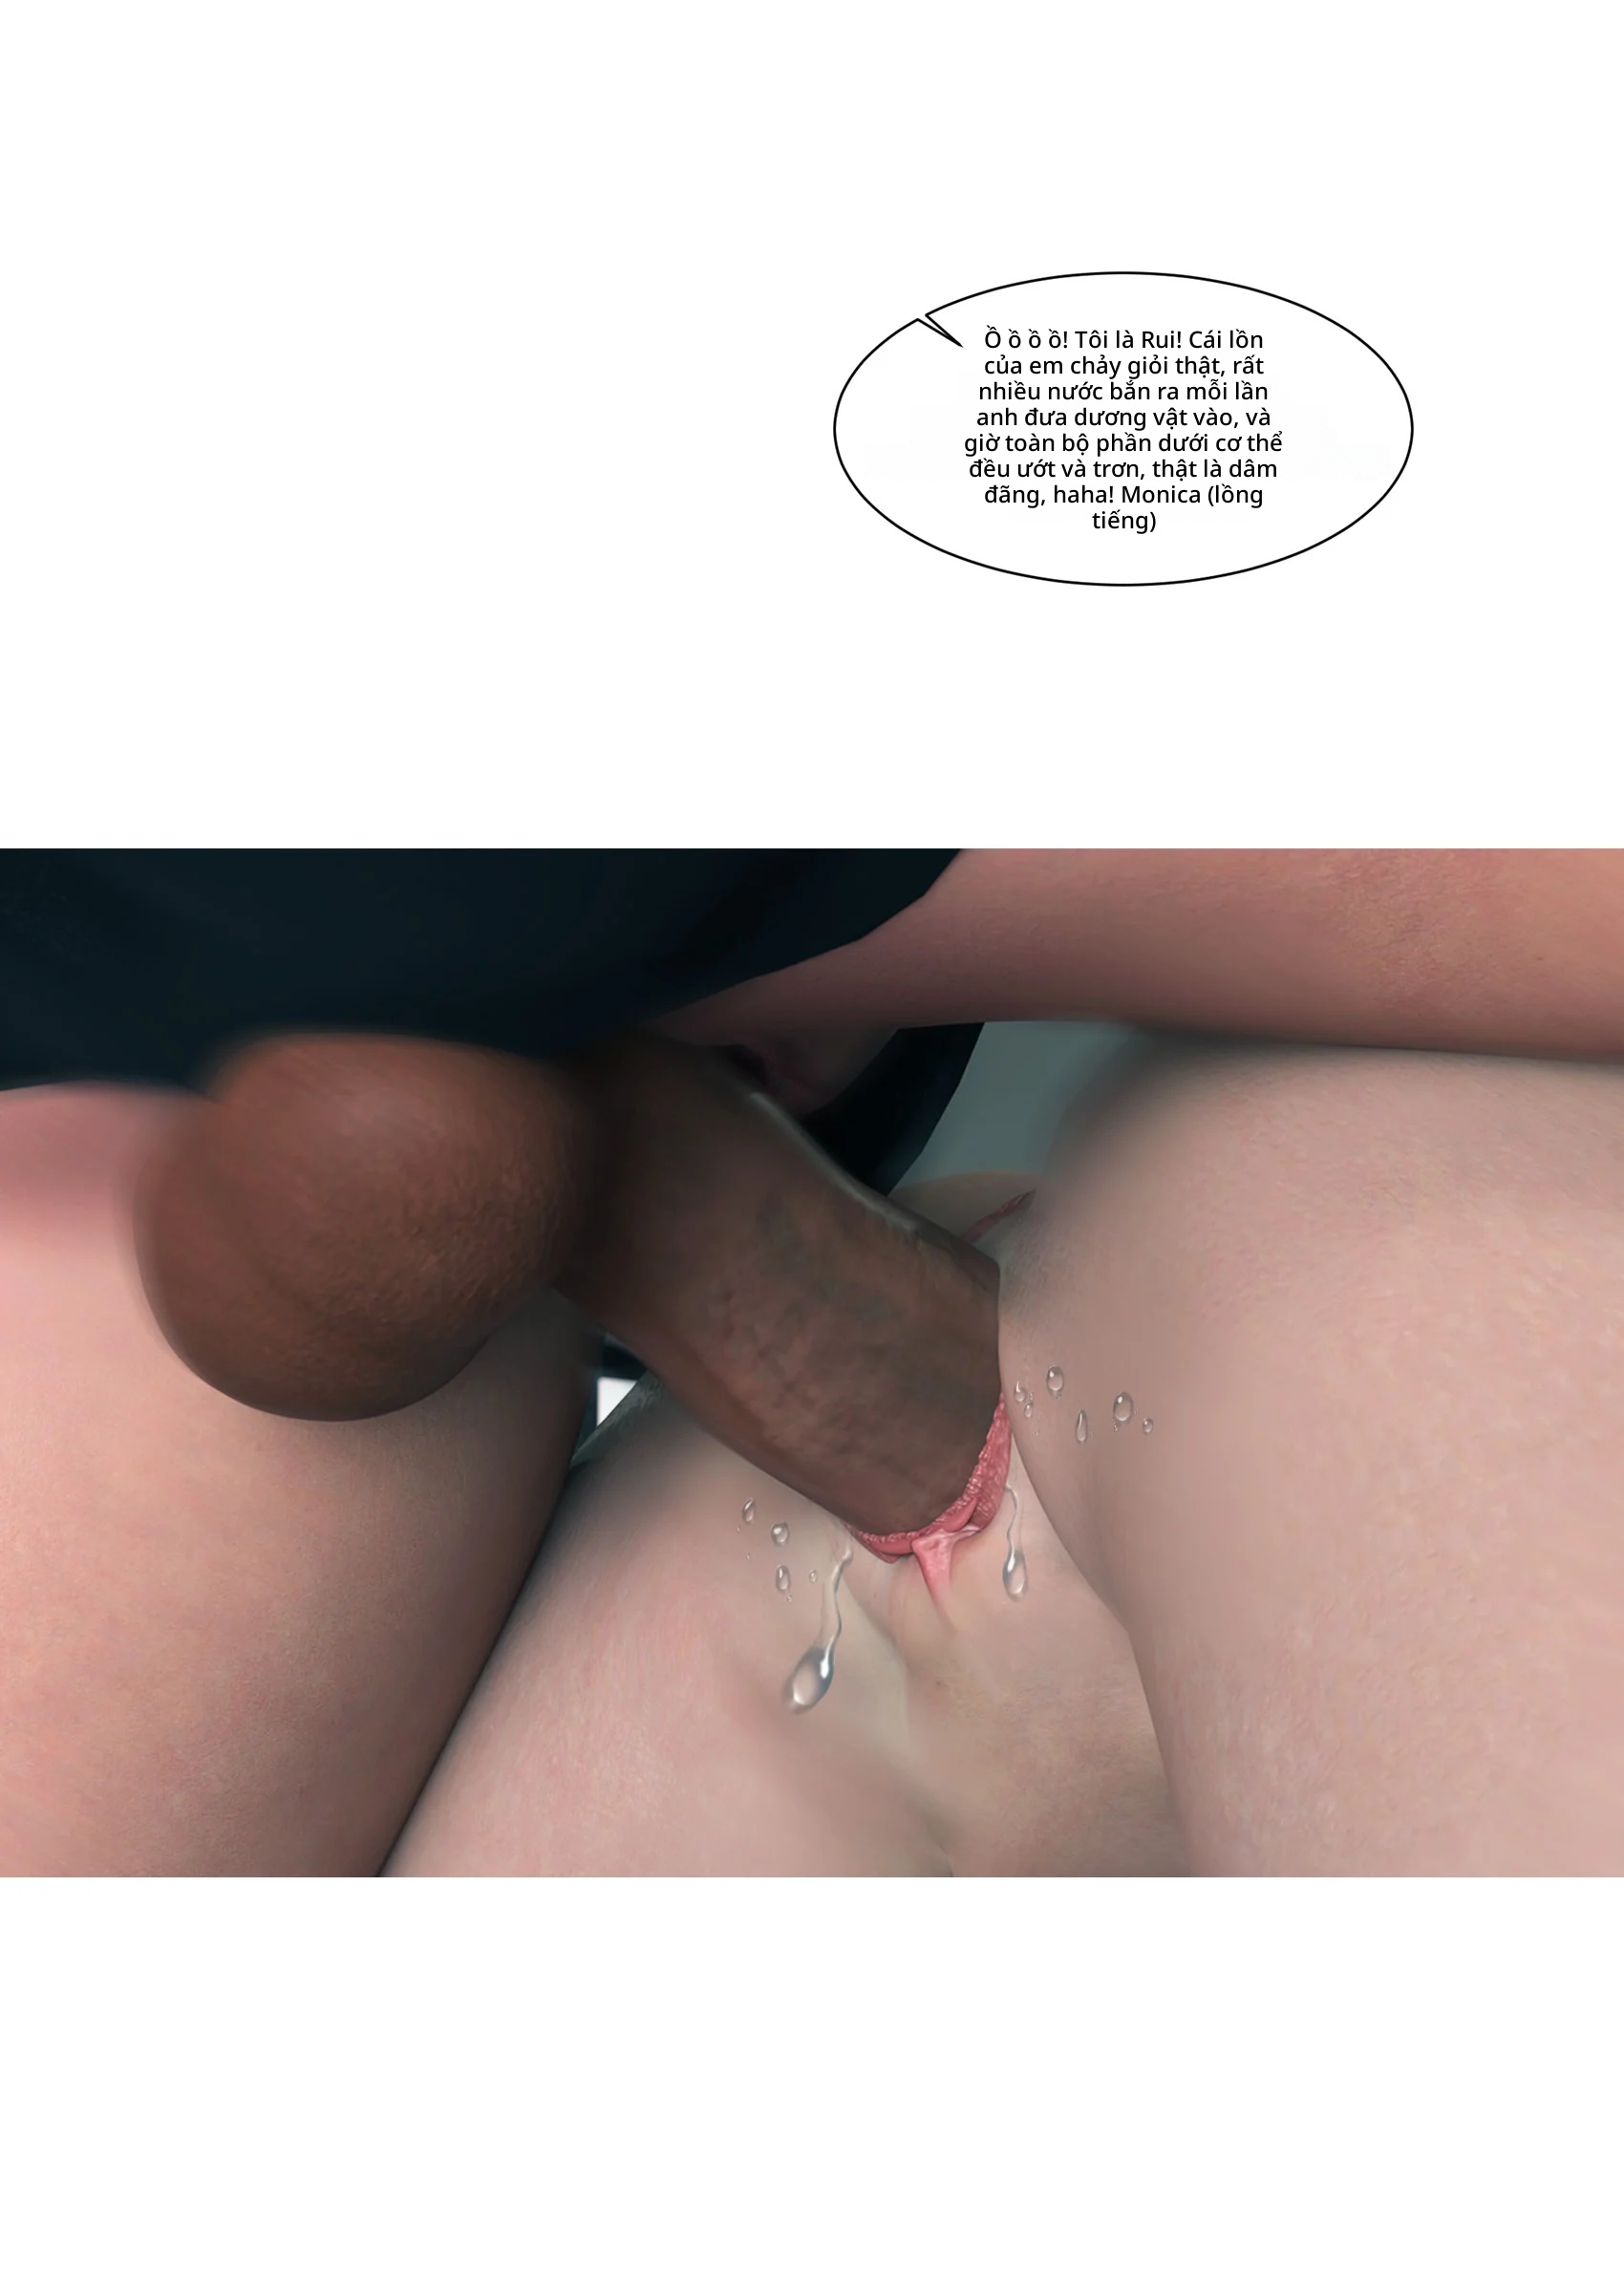 Ồ ồ ồ ồ! Tôi là Rui! Cái lồn
của em chảy giỏi thật, rất
nhiều nước bắn ra mỗi lần
anh đưa dương vật vào, và
giờ toàn bộ phần dưới cơ thể
đều ướt và trơn, thật là dâm
đãng, haha! Monica (lồng
tiếng)